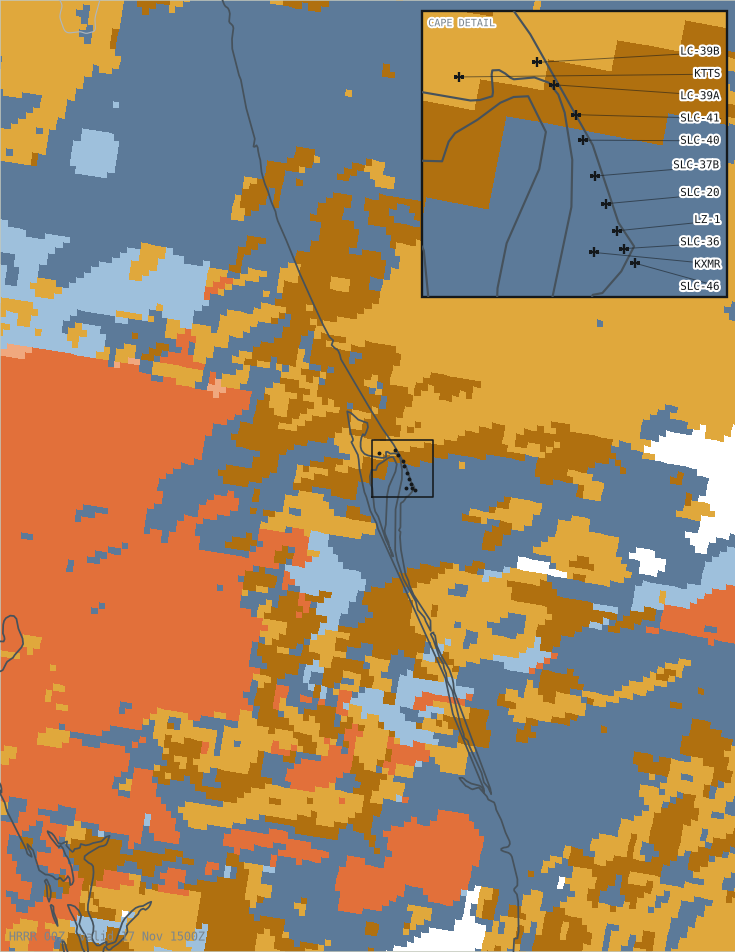 CAPE DETAIL
LC-39B
KTTS
LC-39A
SLC-41
SLC-40
SLC-37B
SLC-20
LZ-1
SLC-36
KXMR
SLC-46
HRRR 7 Nov 1500Z